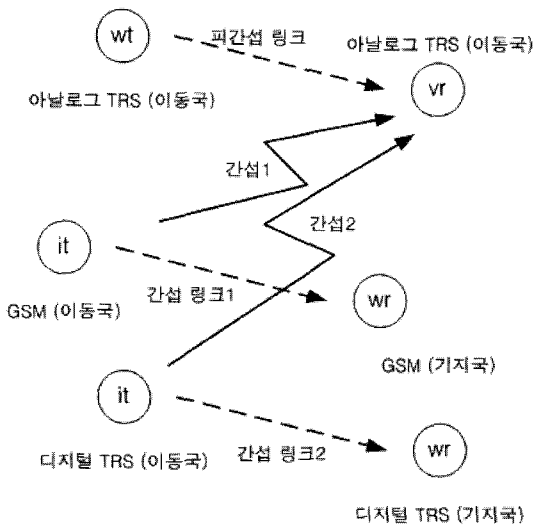 wt
피간섭 링크
아날로그 TRS (이동국)
vr
아날로그 TRS (이동국)
간섭1
간섭2
it
간섭 링크1
wr
GSM (이동국)
GSM (기지국)
it
디지털 TRS (이동국)
간섭 링크2
wr
디지털 TRS (기지국)